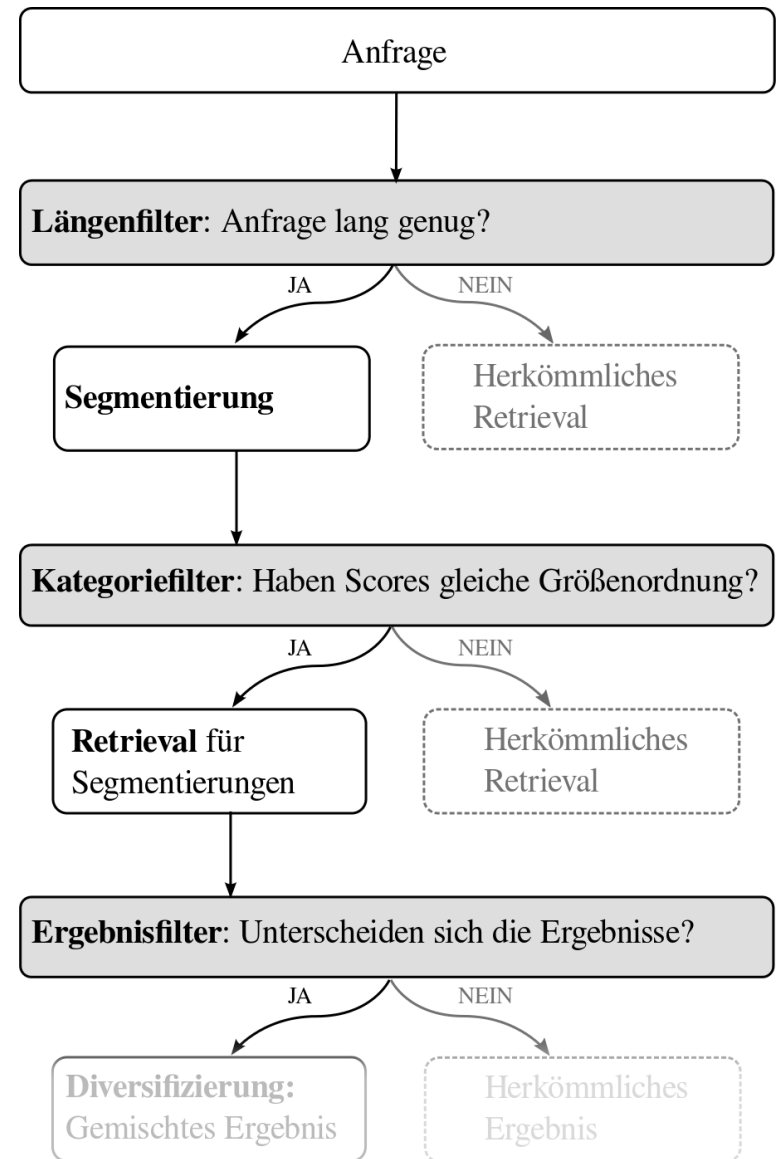 Anfrage
Längenfilter: Anfrage lang genug?
JA
NEIN
Segmentierung
Herkömmliches
Retrieval
Kategoriefilter: Haben Scores gleiche Größenordnung?
JA
NEIN
Retrieval für
Segmentierungen
Herkömmliches
Retrieval
Ergebnisfilter: Unterscheiden sich die Ergebnisse?
JA
NEIN
Diversifizierung:
Gemischtes Ergebnis
Herkömmliches
Ergebnis